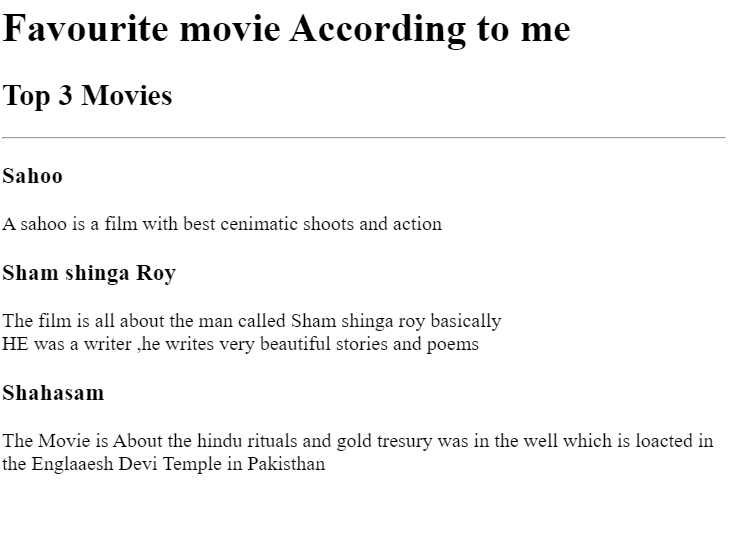 Favourite movie According to me
Top 3 Movies
Sahoo
A sahoo is a film with best cenimatic shoots and action
Sham shinga Roy
The film is all about the man called Sham shinga roy basically
HE was a writer ,he writes very beautiful stories and poems
Shahasam
The Movie is About the hindu rituals and gold tresury was in the well which is loacted in
the Englaaesh Devi Temple in Pakisthan